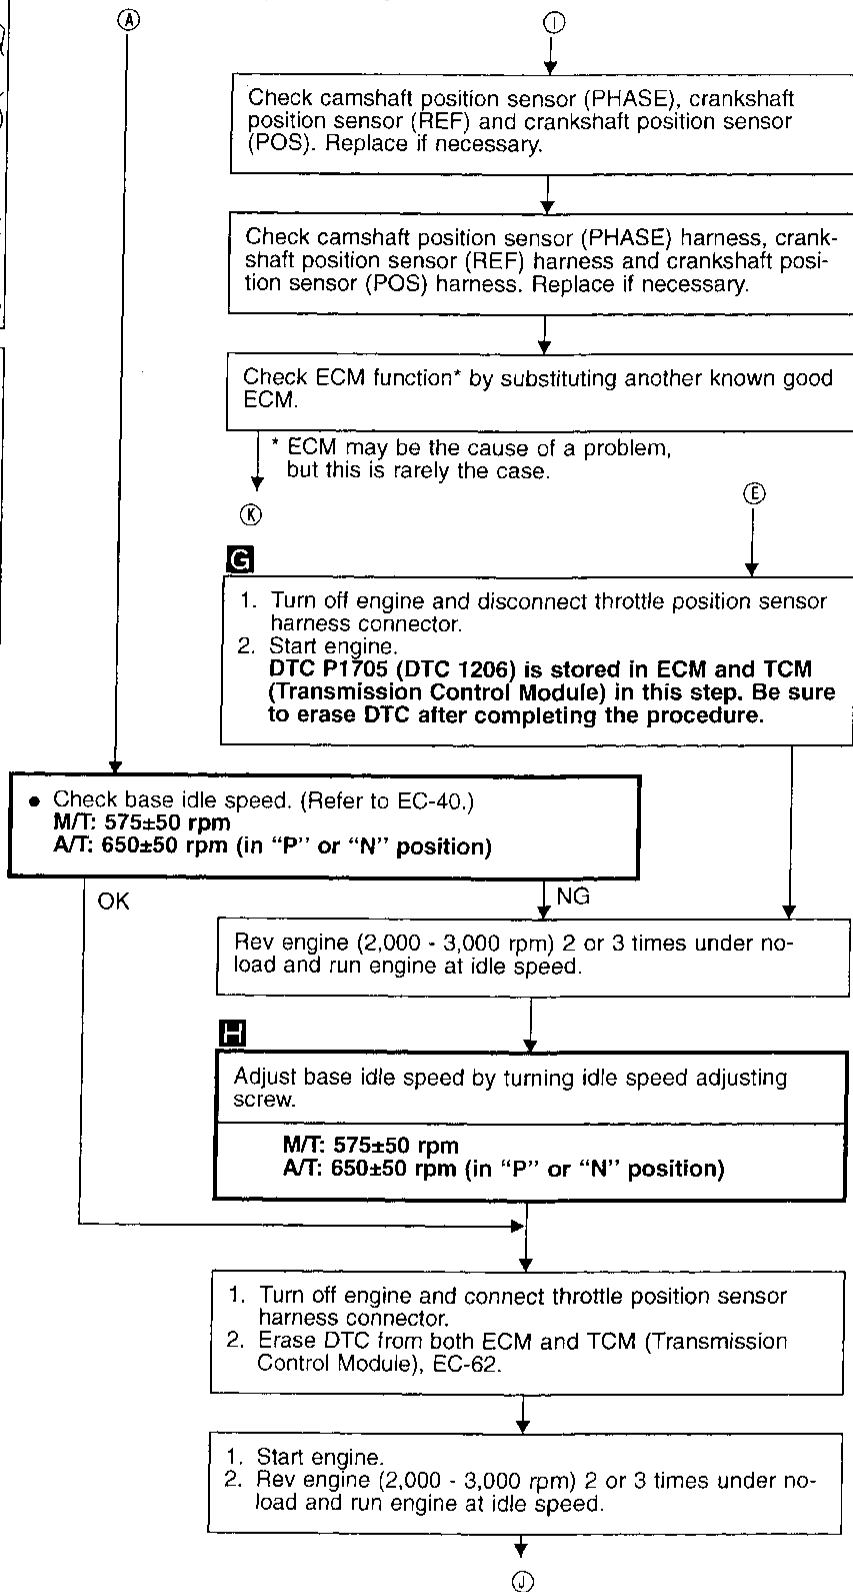 A
I
Check camshaft position sensor (PHASE), crankshaft
position sensor (REF) and crankshaft position sensor
(POS). Replace if necessary.
Check camshaft position sensor (PHASE) harness, crank-
shaft position sensor (REF) harness and crankshaft posi-
tion sensor (POS) harness. Replace if necessary.
Check ECM function* by substituting another known good
ECM.
* ECM may be the cause of a problem,
but this is rarely the case.
K
E
G
1. Turn off engine and disconnect throttle position sensor
harness connector.
2. Start engine.
DTC P1705 (DTC 1206) is stored in ECM and TCM
(Transmission Control Module) in this step. Be sure
to erase DTC after completing the procedure.
● Check base idle speed. (Refer to EC-40.)
M/T: 575±50 rpm
A/T: 650±50 rpm (in “P” or “N” position)
OK
NG
Rev engine (2,000 - 3,000 rpm) 2 or 3 times under no-
load and run engine at idle speed.
H
Adjust base idle speed by turning idle speed adjusting
screw.
M/T: 575±50 rpm
A/T: 650±50 rpm (in “P” or “N” position)
1. Turn off engine and connect throttle position sensor
harness connector.
2. Erase DTC from both ECM and TCM (Transmission
Control Module), EC-62.
1. Start engine.
2. Rev engine (2,000 - 3,000 rpm) 2 or 3 times under no-
load and run engine at idle speed.
J